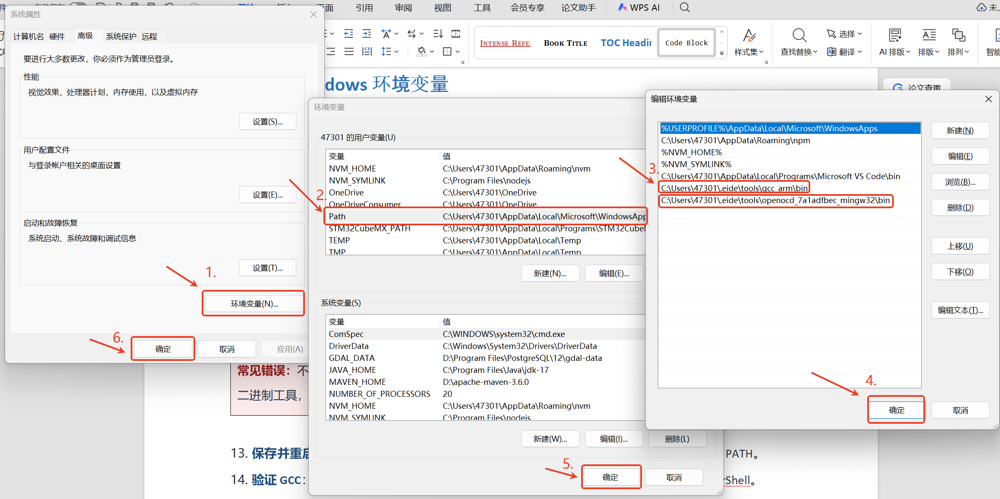 引用
审阅
视图
工具
会员专享
论文助手
WPS AI
Book Title
TOC Headin
Code Block
样式集
查找替换
选择
翻译
AI 排版
排版
排列
智能
论文查重
dows 环境变量
系统属性
计算机名
硬件
高级
系统保护
远程
要进行大多数更改，你必须作为管理员登录。
性能
视觉效果，处理器计划，内存使用，以及虚拟内存
设置(S)...
用户配置文件
与登录帐户相关的桌面设置
设置(E)...
启动和故障恢复
系统启动、系统故障和调试信息
设置(T)...
1.
环境变量(N)...
6.
确定
取消
应用(A)
环境变量
47301 的用户变量(U)
变量 值
NVM_HOME C:\Users\47301\AppData\Roaming\nvm
NVM_SYMLINK C:\Program Files\nodejs
2.
OneDrive C:\Users\47301\OneDrive
OneDriveConsumer C:\Users\47301\OneDrive
Path C:\Users\47301\AppData\Local\Microsoft\WindowsApp
STM32CubeMX_PATH C:\Users\47301\AppData\Local\Programs\STM32Cube
TEMP C:\Users\47301\AppData\Local\Temp
TMP C:\Users\47301\AppData\Local\Temp
新建(N)...
编辑(E)...
系统变量(S)
变量 值
ComSpec C:\WINDOWS\system32\cmd.exe
DriverData C:\Windows\System32\Drivers\DriverData
GDAL_DATA D:\Program Files\PostgreSQL\12\gdal-data
JAVA_HOME C:\Program Files\Java\jdk-17
MAVEN_HOME D:\apache-maven-3.6.0
NUMBER_OF_PROCESSORS 20
NVM_HOME C:\Users\47301\AppData\Roaming\nvm
NVM_SYMLINK C:\Program Files\nodejs
新建(W)...
编辑(I)...
删除(L)
5.
确定
取消
编辑环境变量
%USERPROFILE%\AppData\Local\Microsoft\WindowsApps
C:\Users\47301\AppData\Roaming\npm
%NVM_HOME%
%NVM_SYMLINK%
3.
C:\Users\47301\AppData\Local\Programs\Microsoft VS Code\bin
C:\Users\47301\.eide\tools\gcc_arm\bin
C:\Users\47301\.eide\tools\openocd_7a1adfbec_mingw32\bin
新建(N)
编辑(E)
浏览(B)...
删除(D)
上移(U)
下移(O)
编辑文本(T)...
4.
确定
取消
常见错误：不
二进制工具，
13. 保存并重启
PATH。
14. 验证 GCC：
rShell。